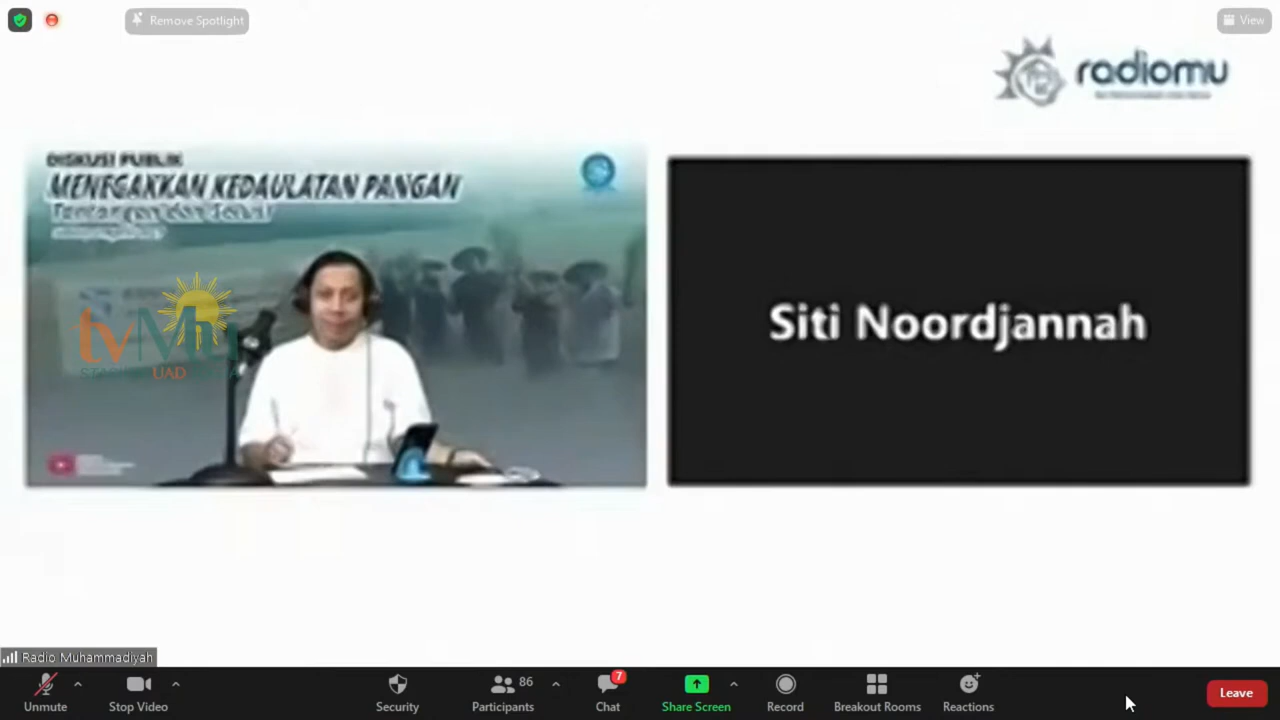 Remove Spotlight
View
radiomu
DISKUSI PUBLIK
MENEGAKKAN KEDAULATAN PANGAN
tvMu
UAD
Siti Noordjannah
Radio Muhammadiyah
Unmute
Stop Video
Security
86
Participants
7
Chat
Share Screen
Record
Breakout Rooms
Reactions
Leave